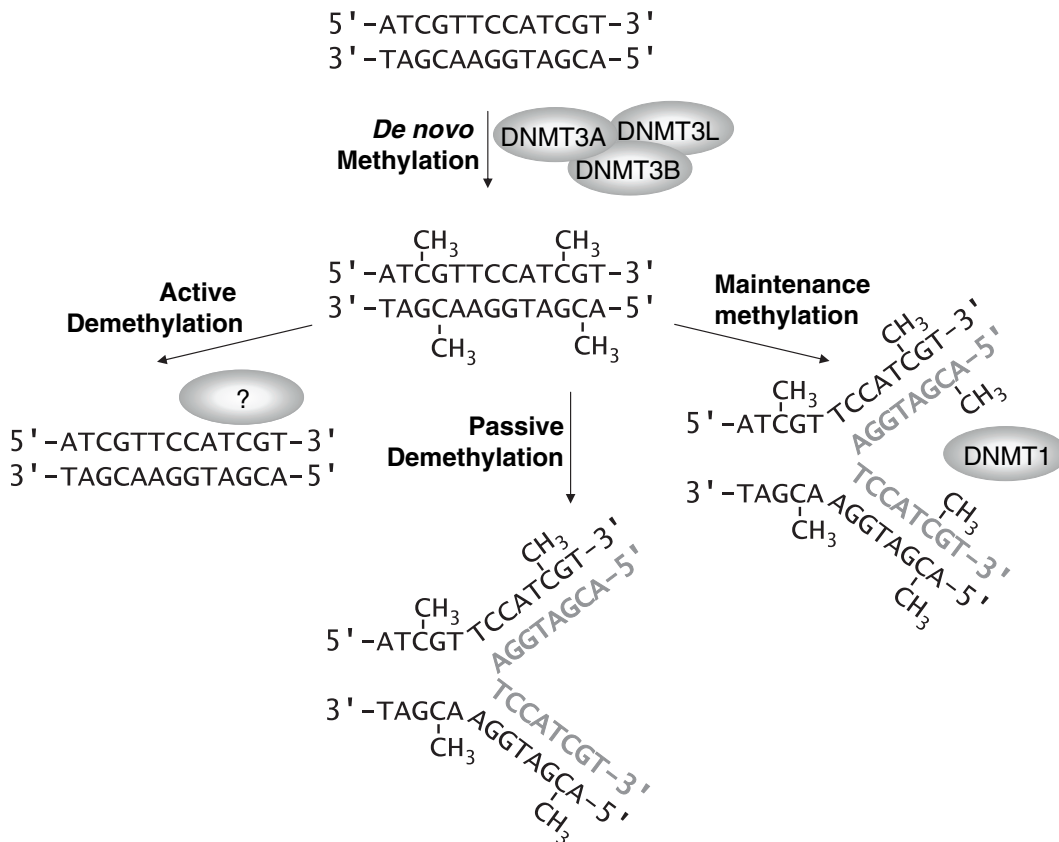 5'-ATCGTTCCATCGT-3'
3'-TAGCAAGGTAGCA-5'
De novo
Methylation
DNMT3A
DNMT3L
DNMT3B
CH3 CH3
5'-ATCGTTCCATCGT-3'
3'-TAGCAAGGTAGCA-5'
CH3 CH3
Active
Demethylation
?
5'-ATCGTTCCATCGT-3'
3'-TAGCAAGGTAGCA-5'
Passive
Demethylation
CH3
CH3
5'-ATCGT TCCATCGT-3'
AGGTAGCA-5'
TCCATCGT-3'
3'-TAGCA AGGTAGCA-5'
CH3
CH3
Maintenance
methylation
CH3
CH3
5'-ATCGT TCCATCGT-3'
AGGTAGCA-5'
CH3
DNMT1
CH3
TCCATCGT-3'
3'-TAGCA AGGTAGCA-5'
CH3
CH3